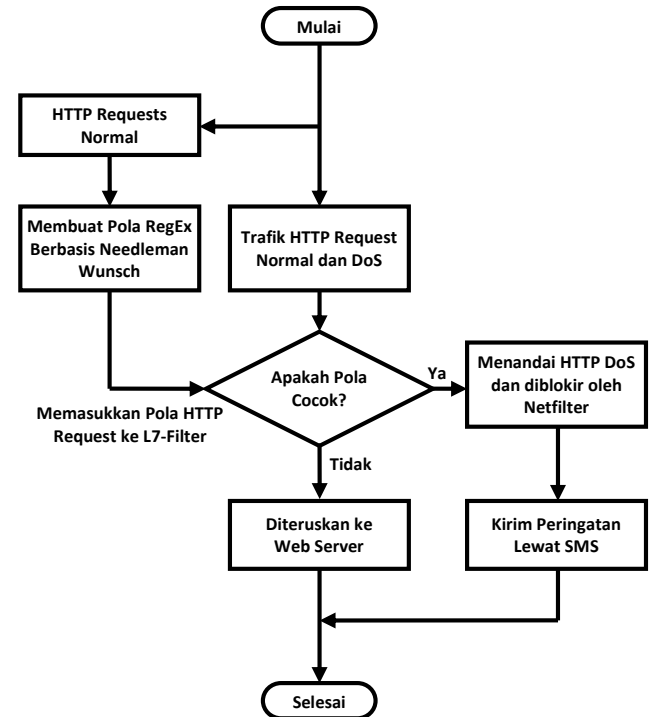 Mulai
HTTP Requests
Normal
Membuat Pola RegEx
Berbasis Needleman
Wunsch
Trafik HTTP Request
Normal dan DoS
Apakah Pola
Cocok?
Ya
Menandai HTTP DoS
dan diblokir oleh
Netfilter
Memasukkan Pola HTTP
Request ke L7-Filter
Tidak
Diteruskan ke
Web Server
Kirim Peringatan
Lewat SMS
Selesai